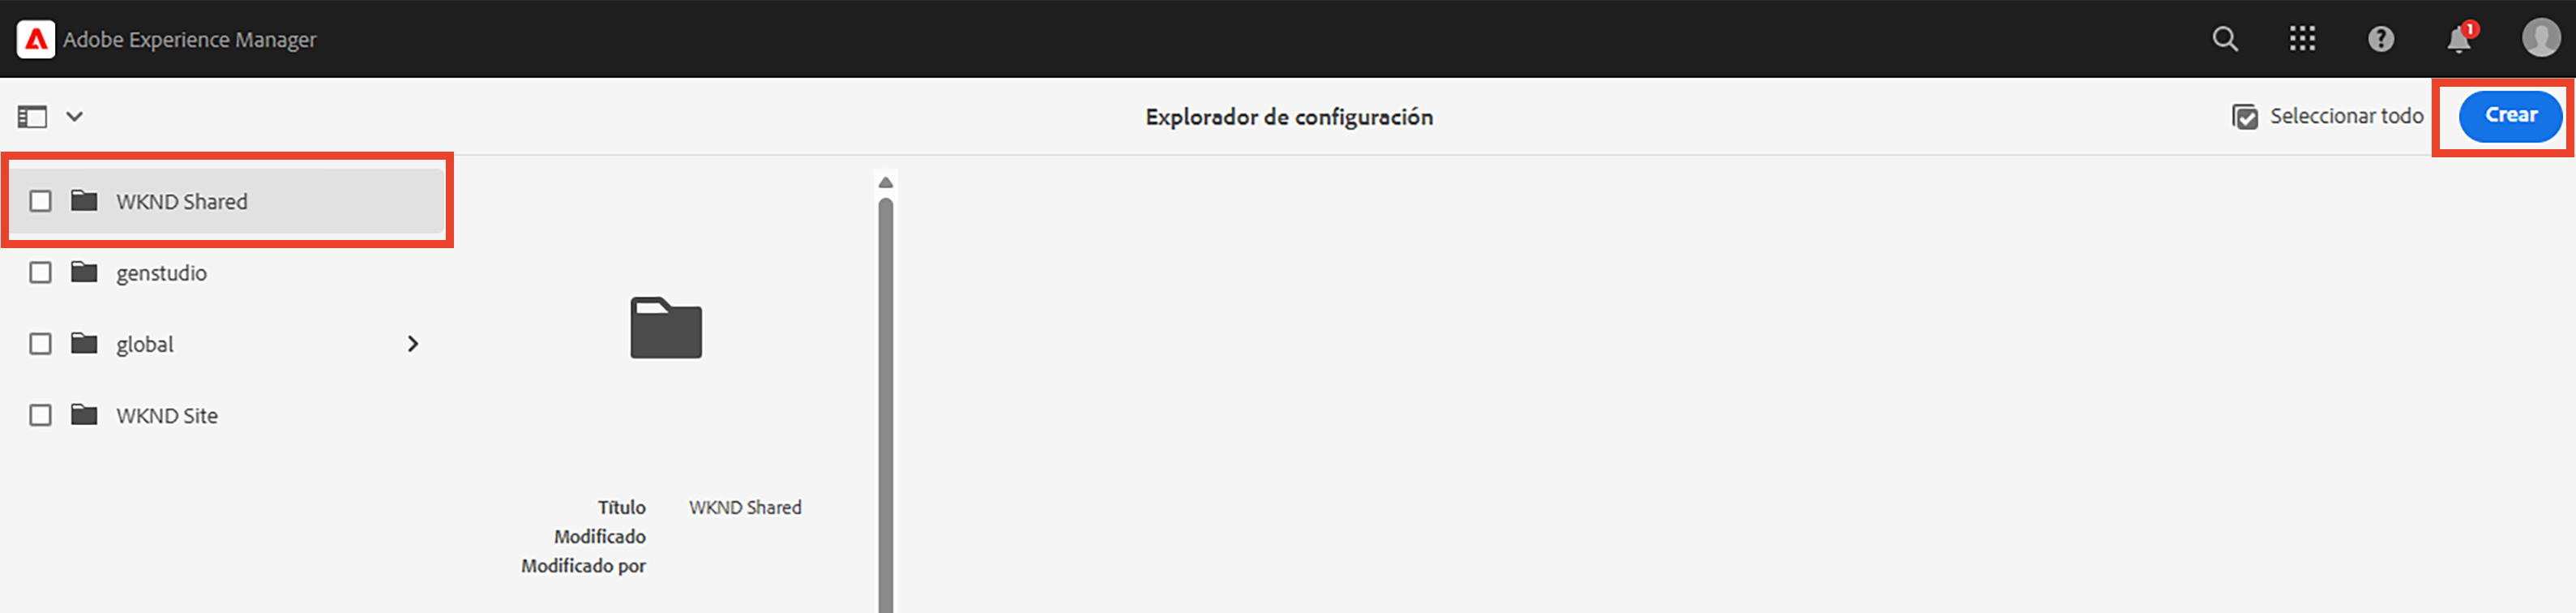 Adobe Experience Manager
1
Explorador de configuración
Seleccionar todo
Crear
WKND Shared
genstudio
global
WKND Site
Título WKND Shared
Modificado
Modificado por